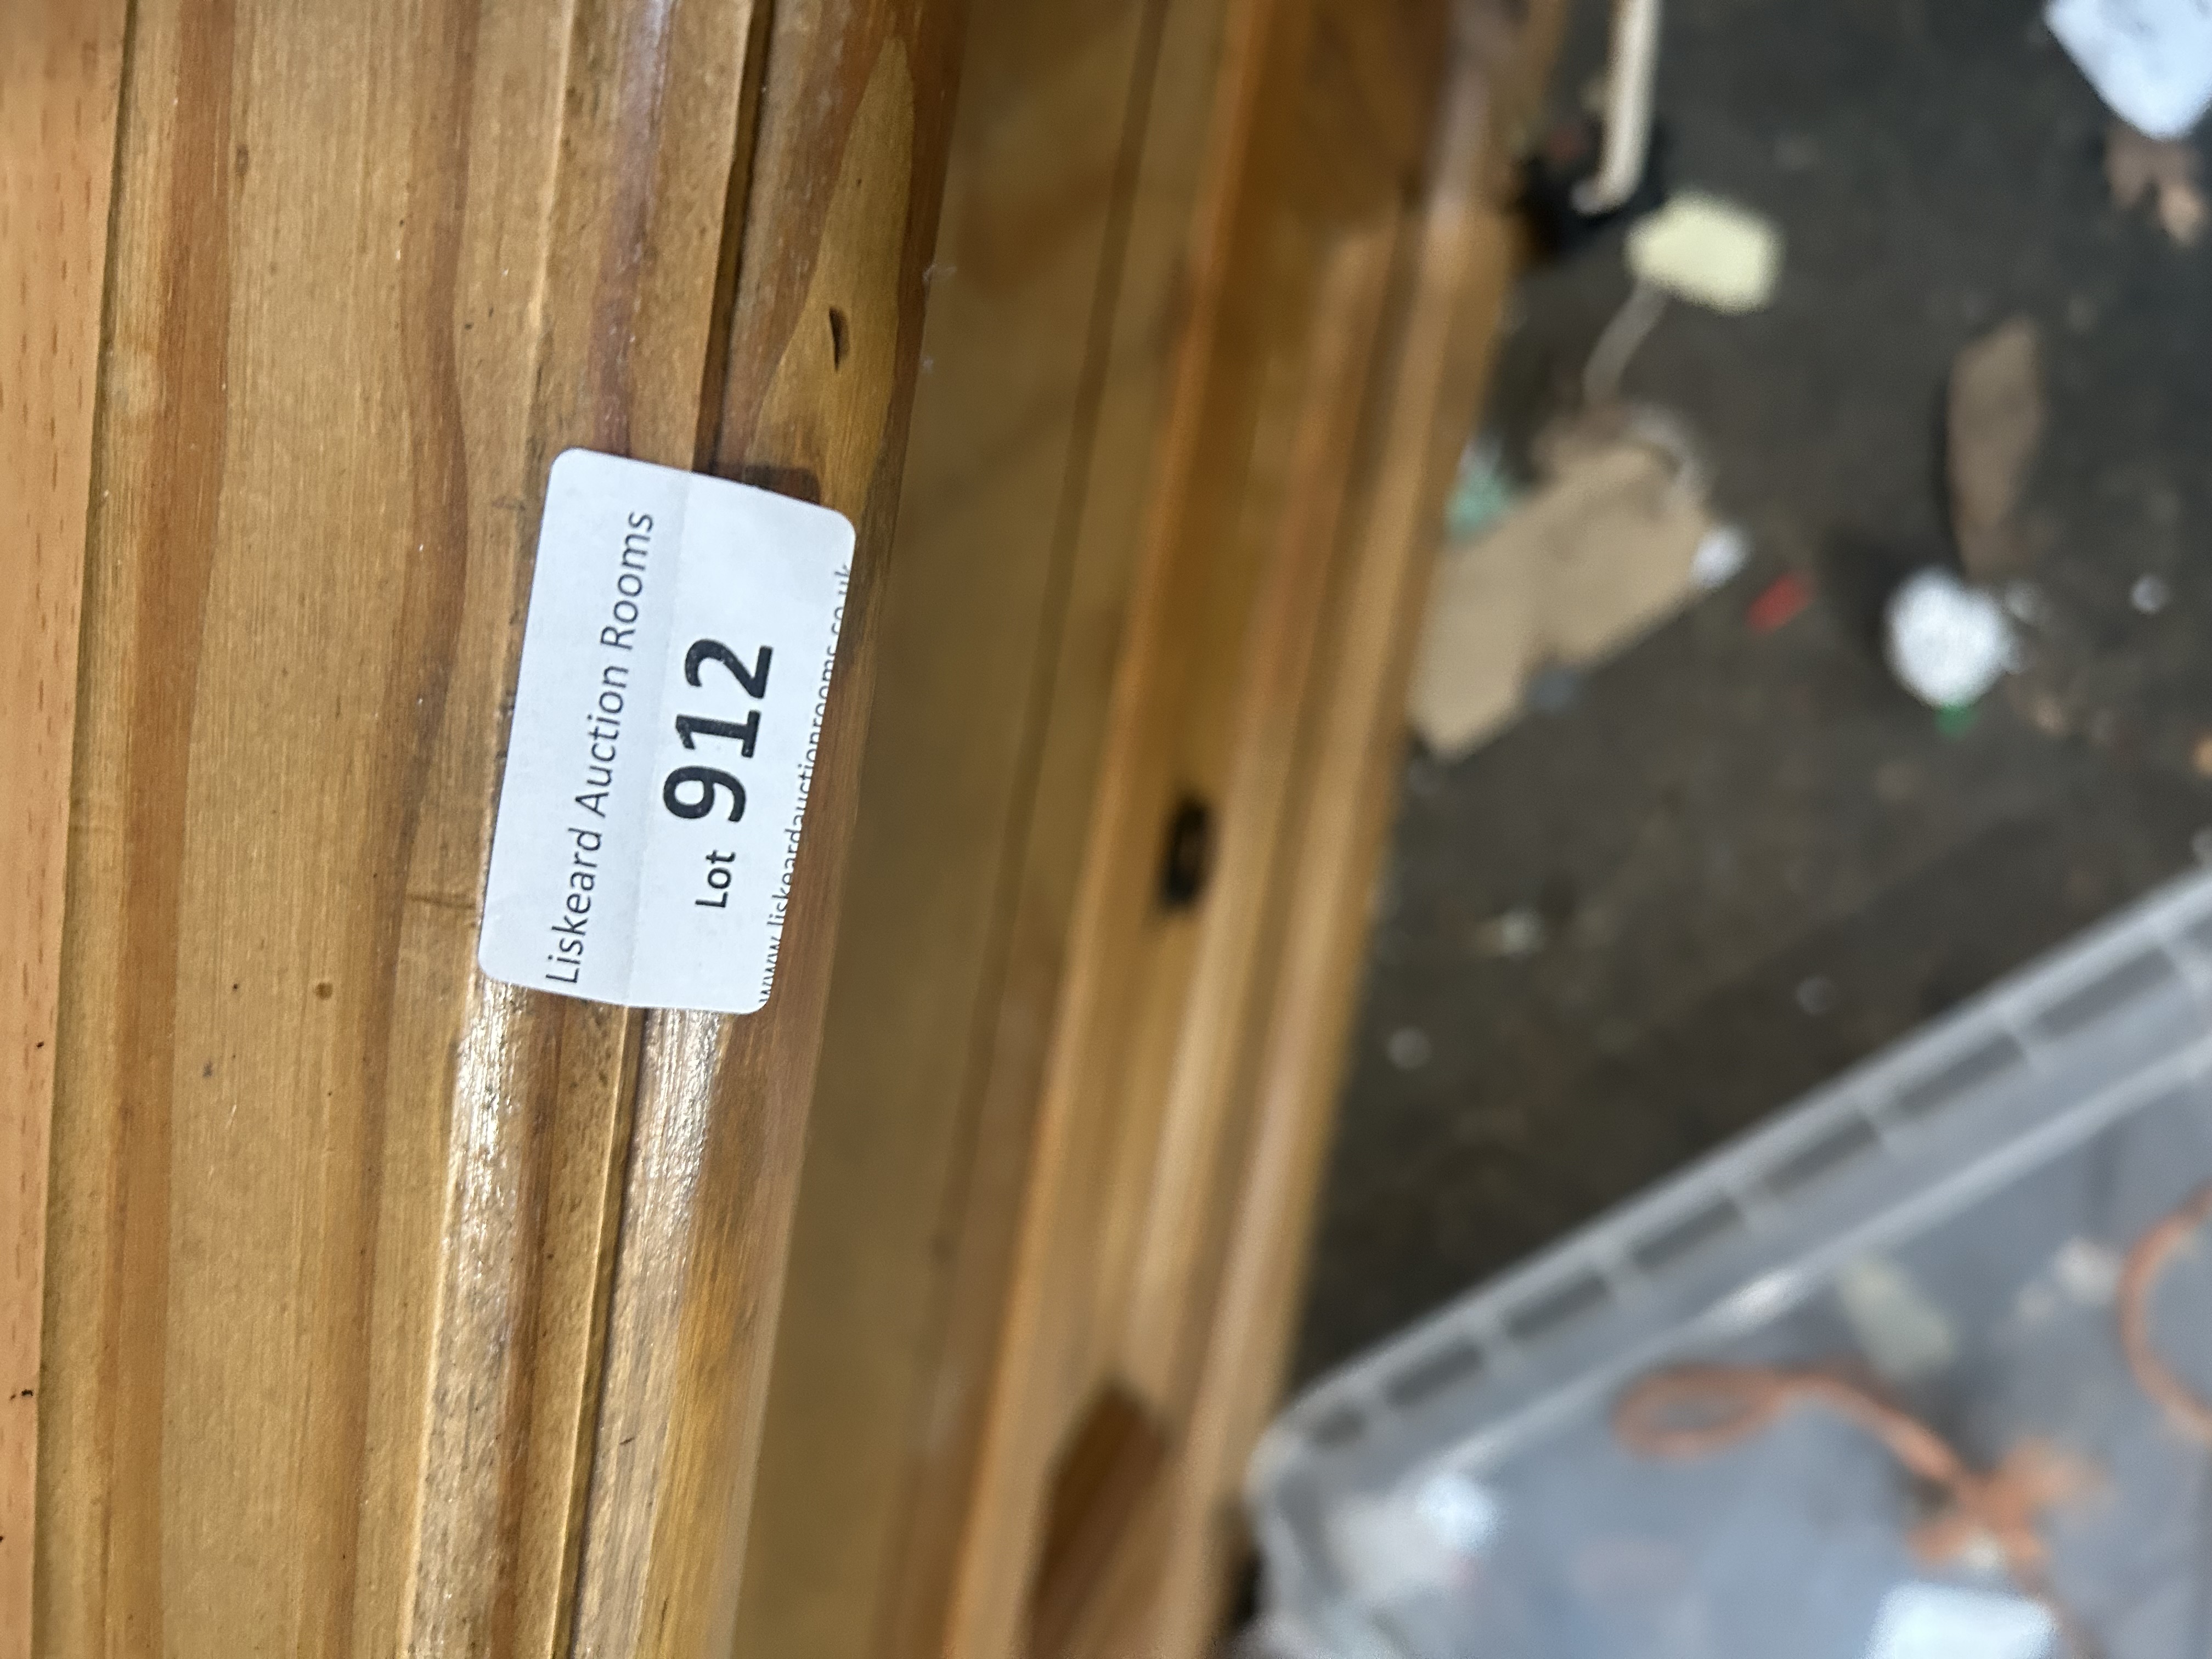 Liskeard Auction Rooms
Lot 912
www.liskeardauctionrooms.co.uk